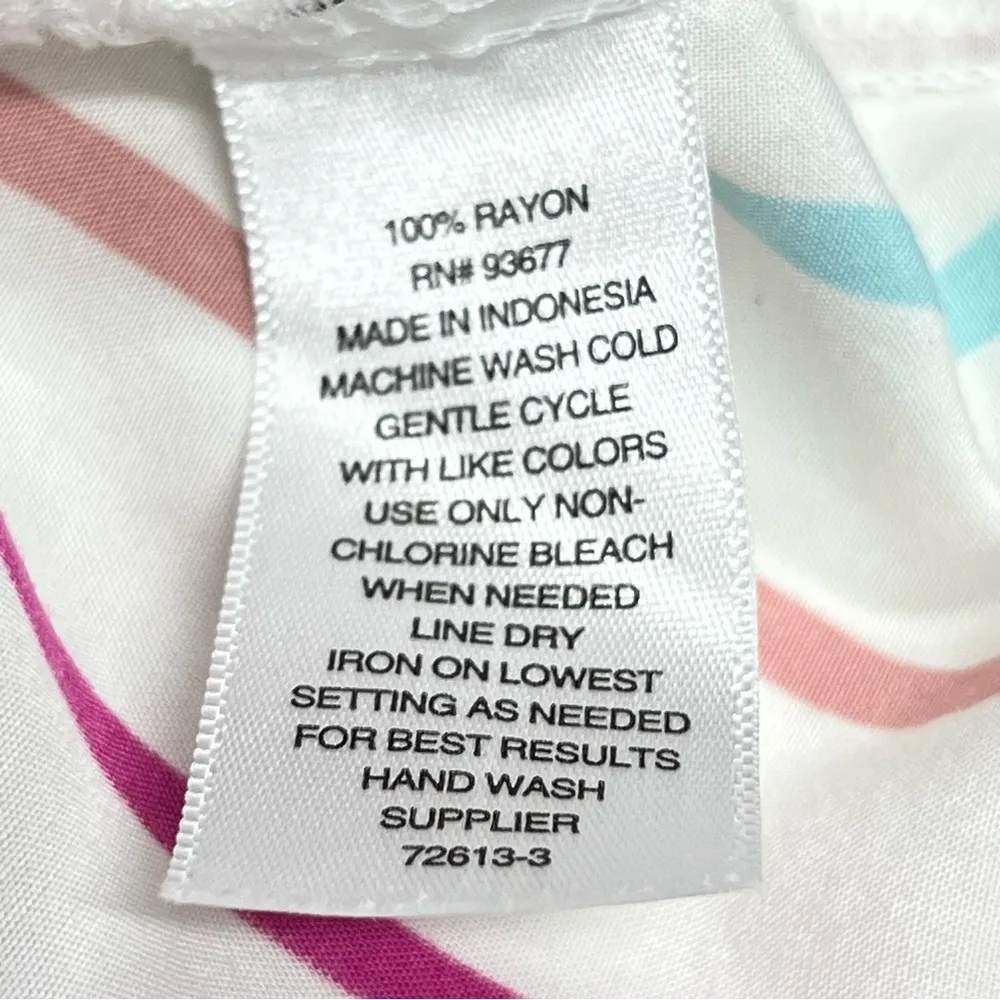 100% RAYON
RN# 93677
MADE IN INDONESIA
MACHINE WASH COLD
GENTLE CYCLE
WITH LIKE COLORS
USE ONLY NON-
CHLORINE BLEACH
WHEN NEEDED
LINE DRY
IRON ON LOWEST
SETTING AS NEEDED
FOR BEST RESULTS
HAND WASH
SUPPLIER
72613-3